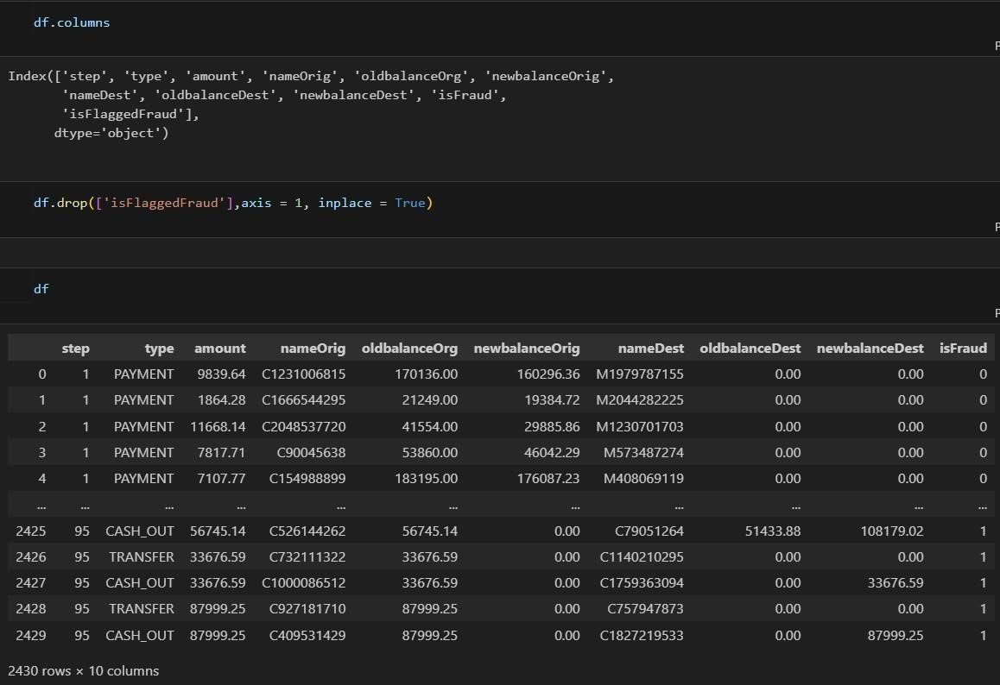 df.columns
P
Index(['step', 'type', 'amount', 'nameOrig', 'oldbalanceOrg', 'newbalanceOrig',
'nameDest', 'oldbalanceDest', 'newbalanceDest', 'isFraud',
'isFlaggedFraud'],
dtype='object')
df.drop(['isFlaggedFraud'],axis = 1, inplace = True)
P
df
P
step type amount nameOrig oldbalanceOrg newbalanceOrig nameDest oldbalanceDest newbalanceDest isFraud
0 1 PAYMENT 9839.64 C1231006815 170136.00 160296.36 M1979787155 0.00 0.00 0
1 1 PAYMENT 1864.28 C1666544295 21249.00 19384.72 M2044282225 0.00 0.00 0
2 1 PAYMENT 11668.14 C2048537720 41554.00 29885.86 M1230701703 0.00 0.00 0
3 1 PAYMENT 7817.71 C90045638 53860.00 46042.29 M573487274 0.00 0.00 0
4 1 PAYMENT 7107.77 C154988899 183195.00 176087.23 M408069119 0.00 0.00 0
... ... ... ... ... ... ... ... ... ... ...
2425 95 CASH_OUT 56745.14 C526144262 56745.14 0.00 C79051264 51433.88 108179.02 1
2426 95 TRANSFER 33676.59 C732111322 33676.59 0.00 C1140210295 0.00 0.00 1
2427 95 CASH_OUT 33676.59 C1000086512 33676.59 0.00 C1759363094 0.00 33676.59 1
2428 95 TRANSFER 87999.25 C927181710 87999.25 0.00 C757947873 0.00 0.00 1
2429 95 CASH_OUT 87999.25 C409531429 87999.25 0.00 C1827219533 0.00 87999.25 1
2430 rows × 10 columns